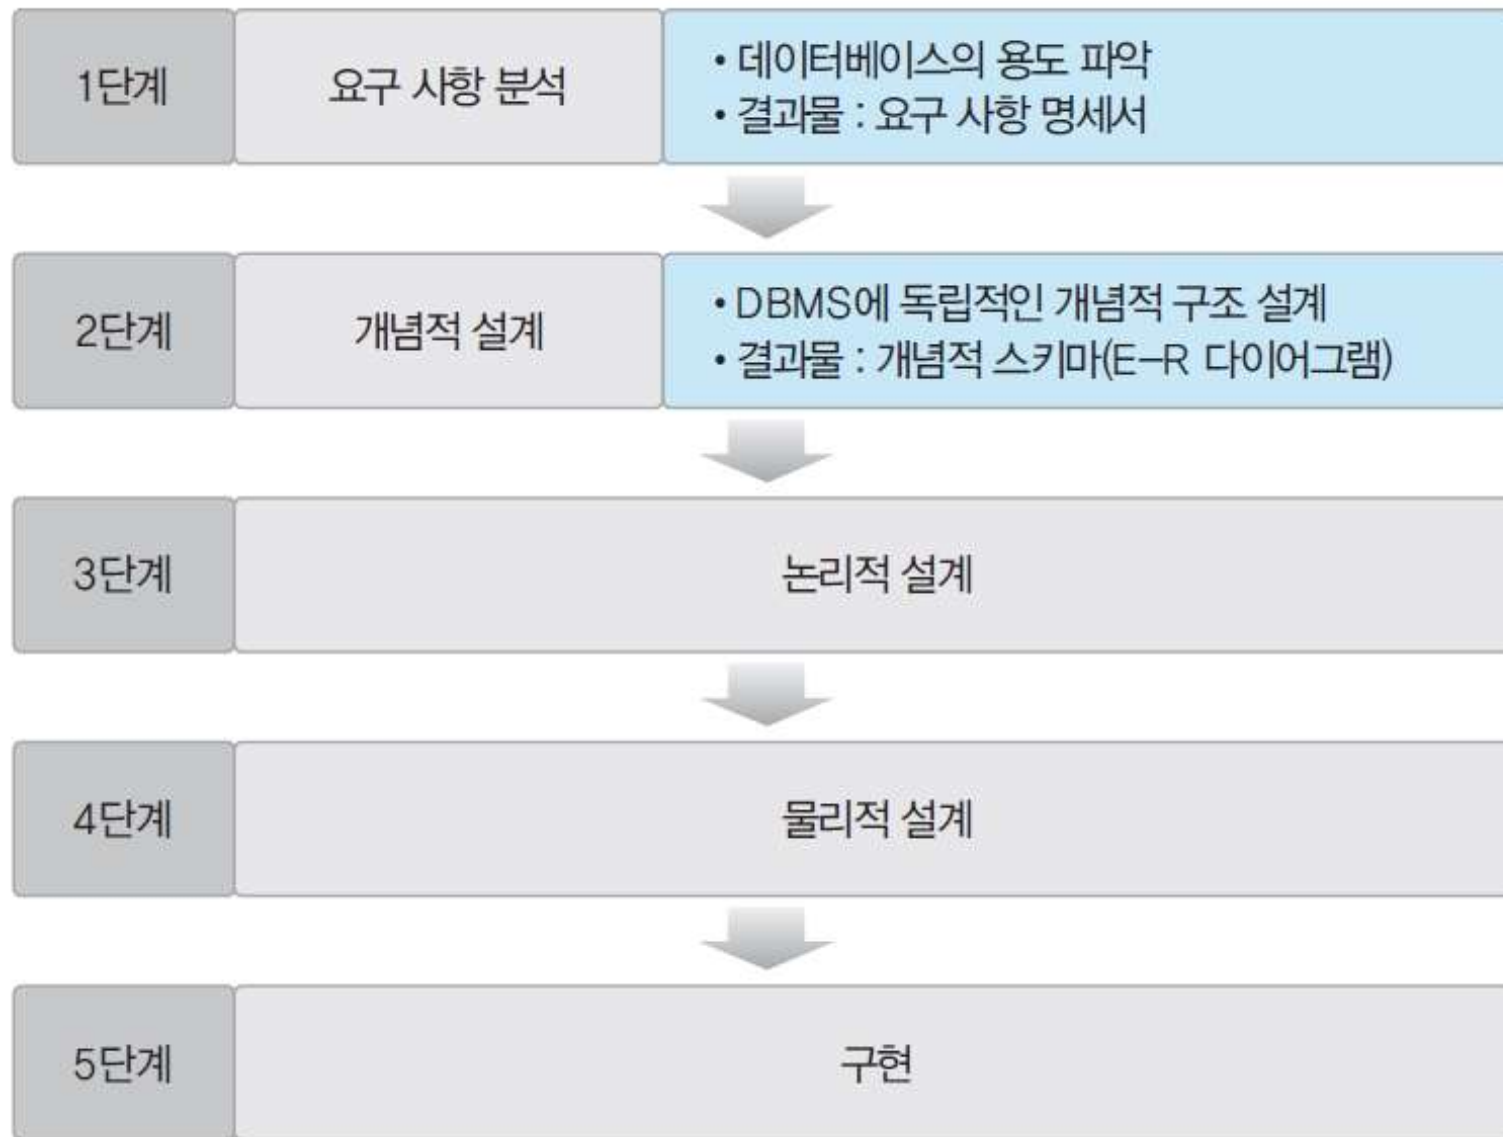 1단계
요구 사항 분석
• 데이터베이스의 용도 파악
• 결과물 : 요구 사항 명세서
2단계
개념적 설계
• DBMS에 독립적인 개념적 구조 설계
• 결과물 : 개념적 스키마(E-R 다이어그램)
3단계
논리적 설계
4단계
물리적 설계
5단계
구현